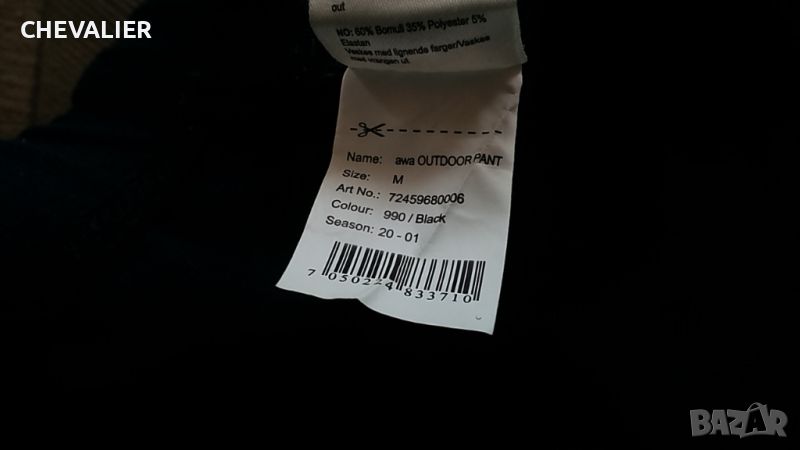 CHEVALIER
out
NO: 60% Bomull 35% Polyester 5%
Elastan
Vaskes med lignende farger/Vaskes
med vrangen ut.
Name: awa OUTDOOR PANT
Size: M
Art No.: 72459680006
Colour: 990 / Black
Season: 20 - 01
7 050224 833710
BAZAR